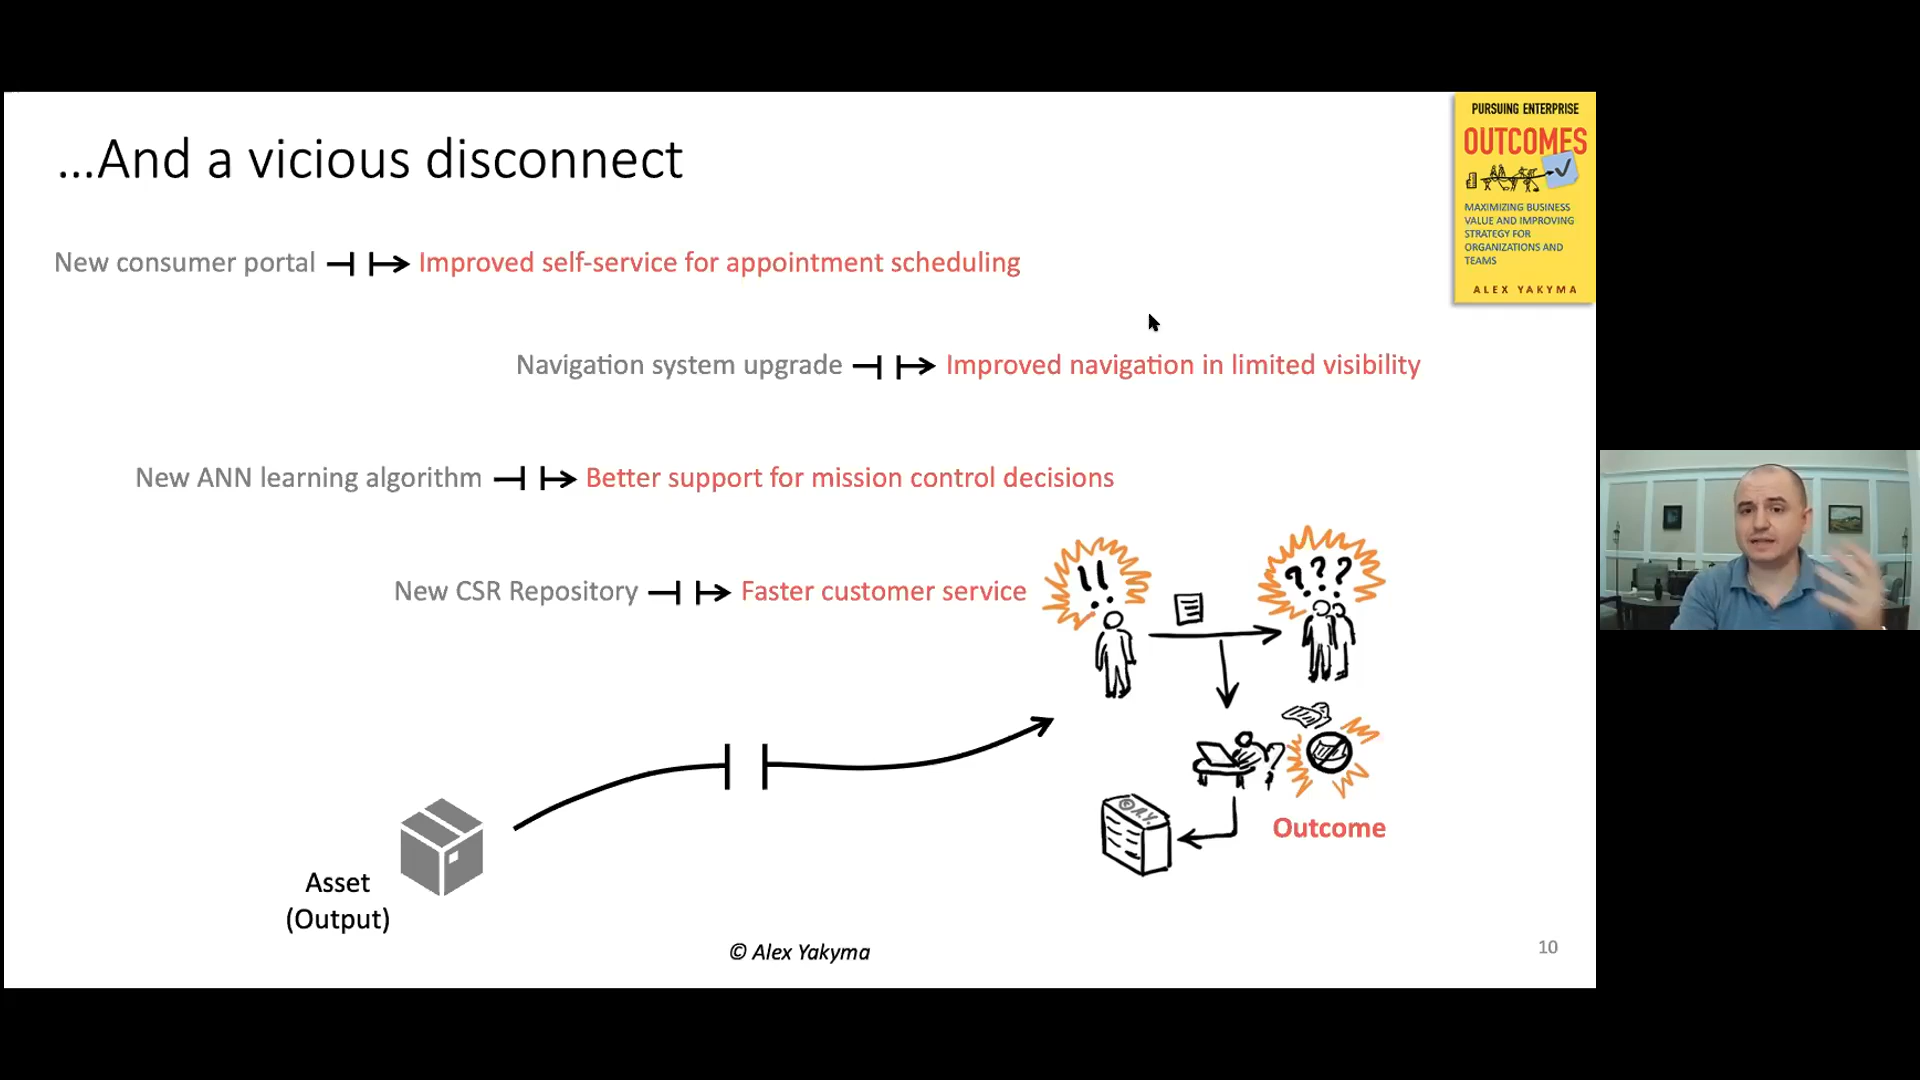 ...And a vicious disconnect
PURSUING ENTERPRISE
OUTCOMES
MAXIMIZING BUSINESS
VALUE AND IMPROVING
STRATEGY FOR
ORGANIZATIONS AND
TEAMS
ALEX YAKYMA
New consumer portal
Improved self-service for appointment scheduling
Navigation system upgrade
Improved navigation in limited visibility
New ANN learning algorithm
Better support for mission control decisions
New CSR Repository
Faster customer service
!!
???
?
© A.Y.
Outcome
Asset
(Output)
© Alex Yakyma
10